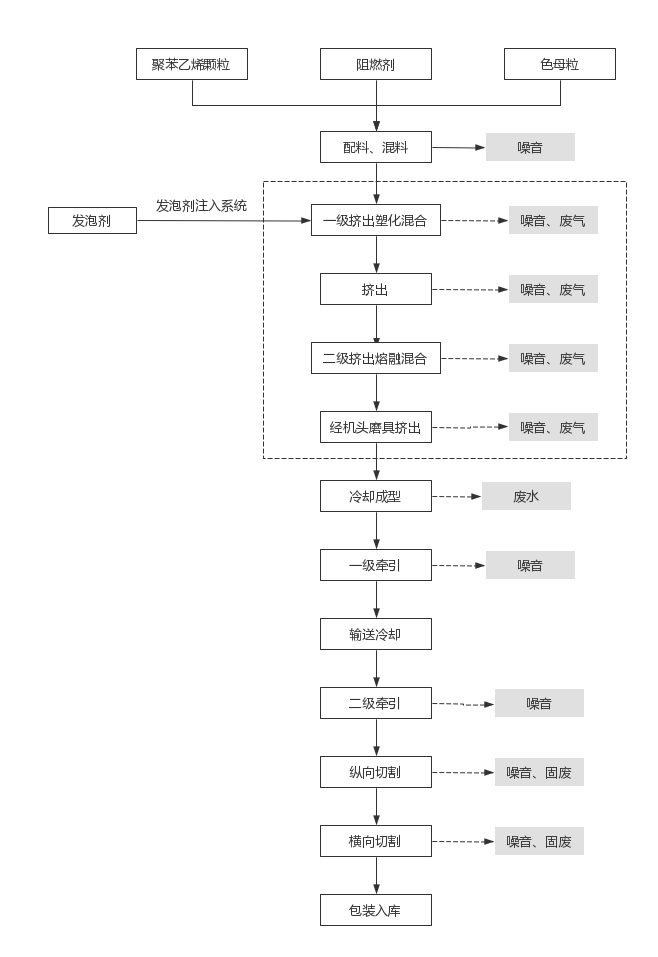 聚苯乙烯颗粒
阻燃剂
色母粒
配料、混料
噪音
发泡剂
发泡剂注入系统
一级挤出塑化混合
噪音、废气
挤出
噪音、废气
二级挤出熔融混合
噪音、废气
经机头磨具挤出
噪音、废气
冷却成型
废水
一级牵引
噪音
输送冷却
二级牵引
噪音
纵向切割
噪音、固废
横向切割
噪音、固废
包装入库